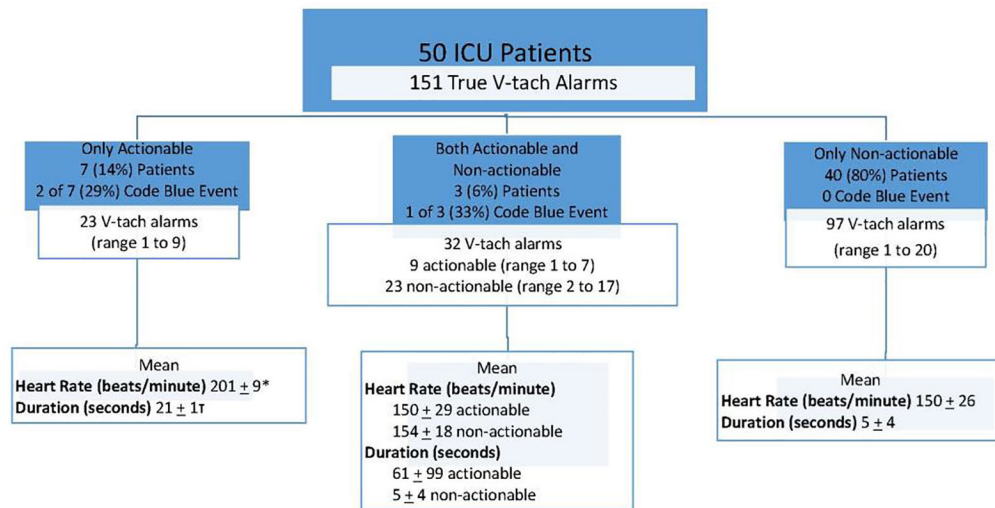 50 ICU Patients
151 True V-tach Alarms
Only Actionable
7 (14%) Patients
2 of 7 (29%) Code Blue Event
23 V-tach alarms
(range 1 to 9)
Mean
Heart Rate (beats/minute) 201 ± 9*
Duration (seconds) 21 ± 1т
Both Actionable and
Non-actionable
3 (6%) Patients
1 of 3 (33%) Code Blue Event
32 V-tach alarms
9 actionable (range 1 to 7)
23 non-actionable (range 2 to 17)
Mean
Heart Rate (beats/minute)
150 ± 29 actionable
154 ± 18 non-actionable
Duration (seconds)
61 ± 99 actionable
5 ± 4 non-actionable
Only Non-actionable
40 (80%) Patients
0 Code Blue Event
97 V-tach alarms
(range 1 to 20)
Mean
Heart Rate (beats/minute) 150 ± 26
Duration (seconds) 5 ± 4